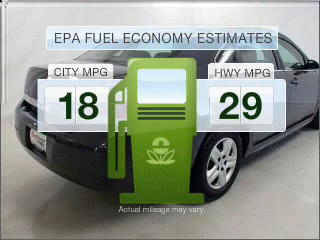 EPA FUEL ECONOMY ESTIMATES
CITY MPG
HWY MPG
18
29
Actual mileage may vary.